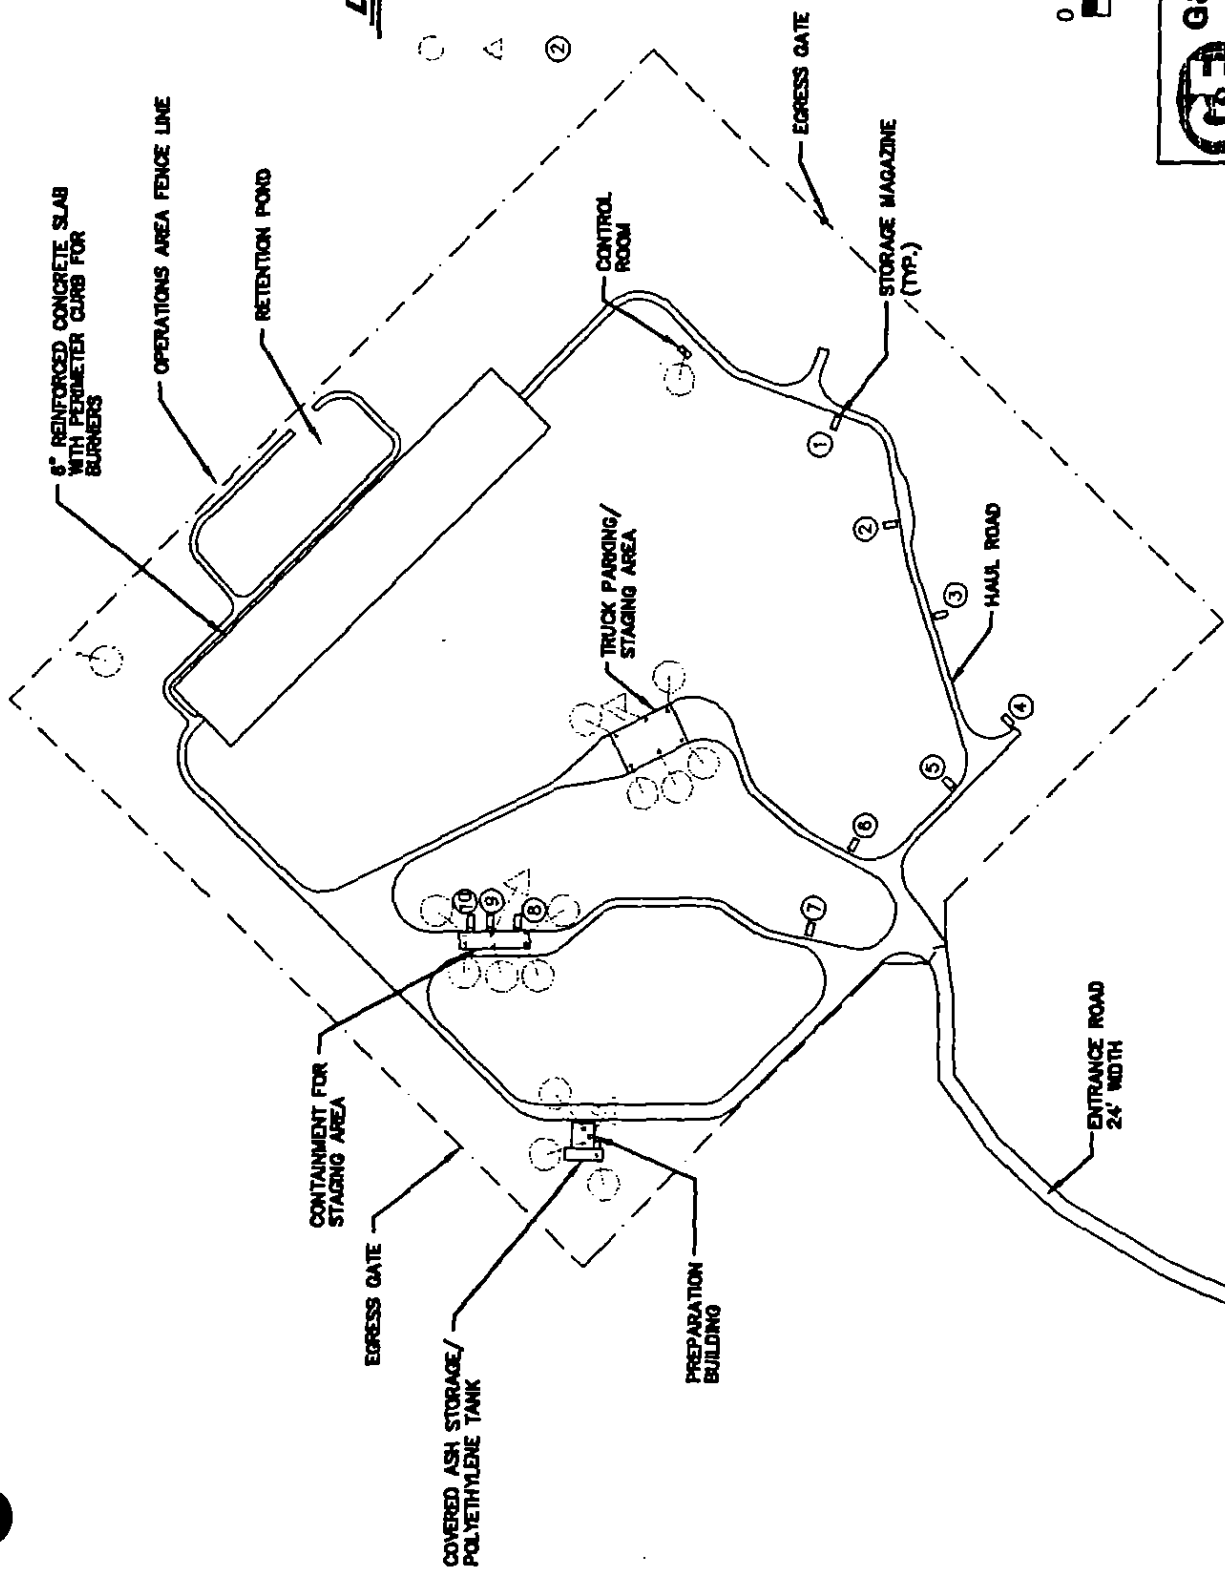 8" REINFORCED CONCRETE SLAB
WITH PERIMETER CURB FOR
BURNERS
OPERATIONS AREA FENCE LINE
RETENTION POND
CONTROL
ROOM
EGRESS GATE
STORAGE MAGAZINE
(TYP.)
TRUCK PARKING/
STAGING AREA
HAUL ROAD
1
2
3
4
5
6
7
8
9
10
CONTAINMENT FOR
STAGING AREA
EGRESS GATE
COVERED ASH STORAGE/
POLYETHYLENE TANK
PREPARATION
BUILDING
ENTRANCE ROAD
24' WIDTH
2
0